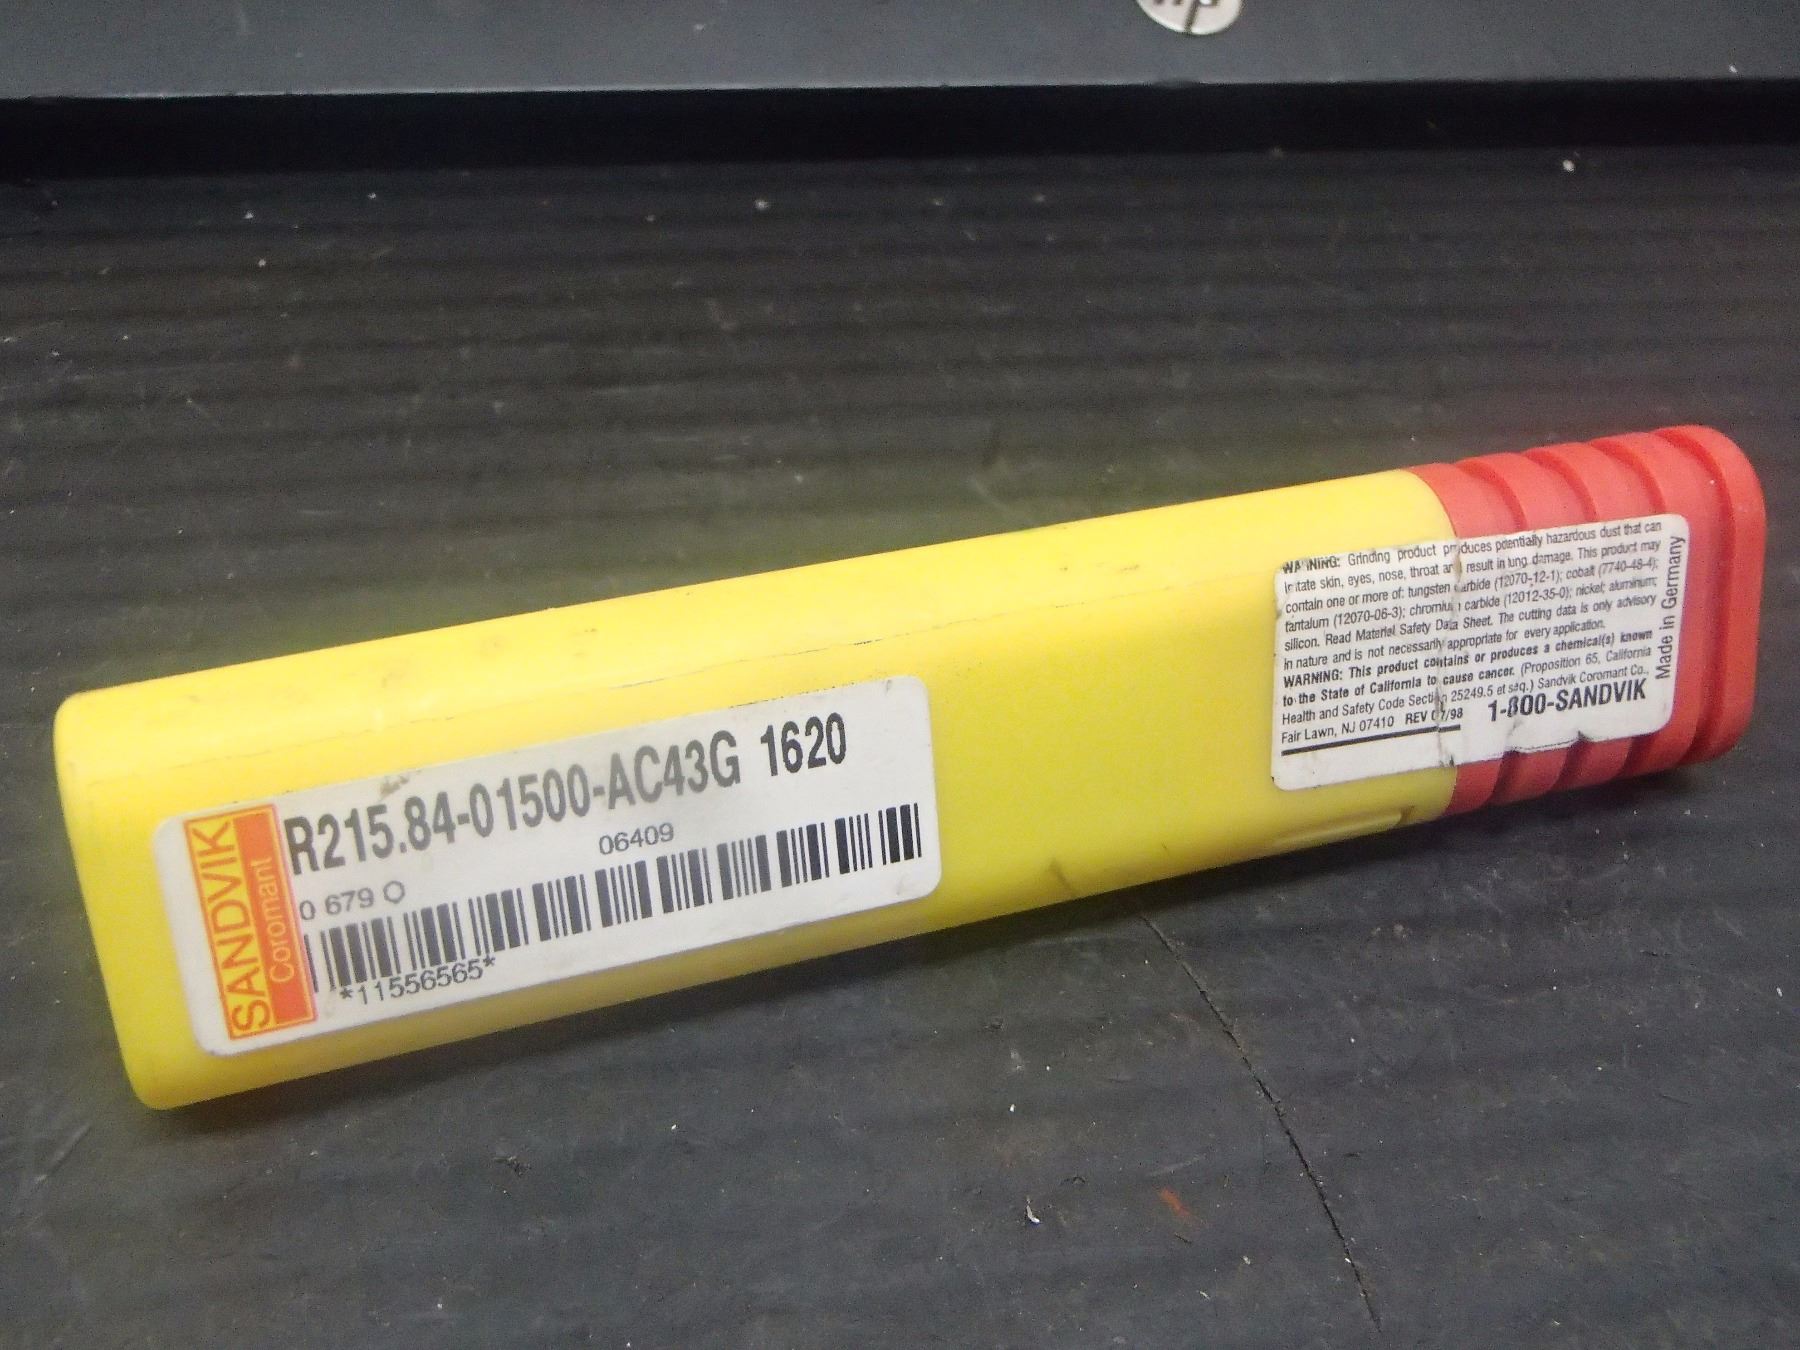 SANDVIK
Coromant
R215.84-01500-AC43G 1620
06409
0 679 O
*11556565*
WARNING: Grinding product produces potentially hazardous dust that can
irritate skin, eyes, nose, throat and result in lung damage. This product may
contain one or more of: tungsten carbide (12070-12-1); cobalt (7740-48-4);
tantalum (12070-06-3); chromium carbide (12012-35-0); nickel; aluminum;
silicon. Read Material Safety Data Sheet. The cutting data is only advisory
in nature and is not necessarily appropriate for every application.
WARNING: This product contains or produces a chemical(s) known
to the State of California to cause cancer. (Proposition 65, California
Health and Safety Code Section 25249.5 et seq.) Sandvik Coromant Co.,
Fair Lawn, NJ 07410 REV 07/98 1-800-SANDVIK
Made in Germany